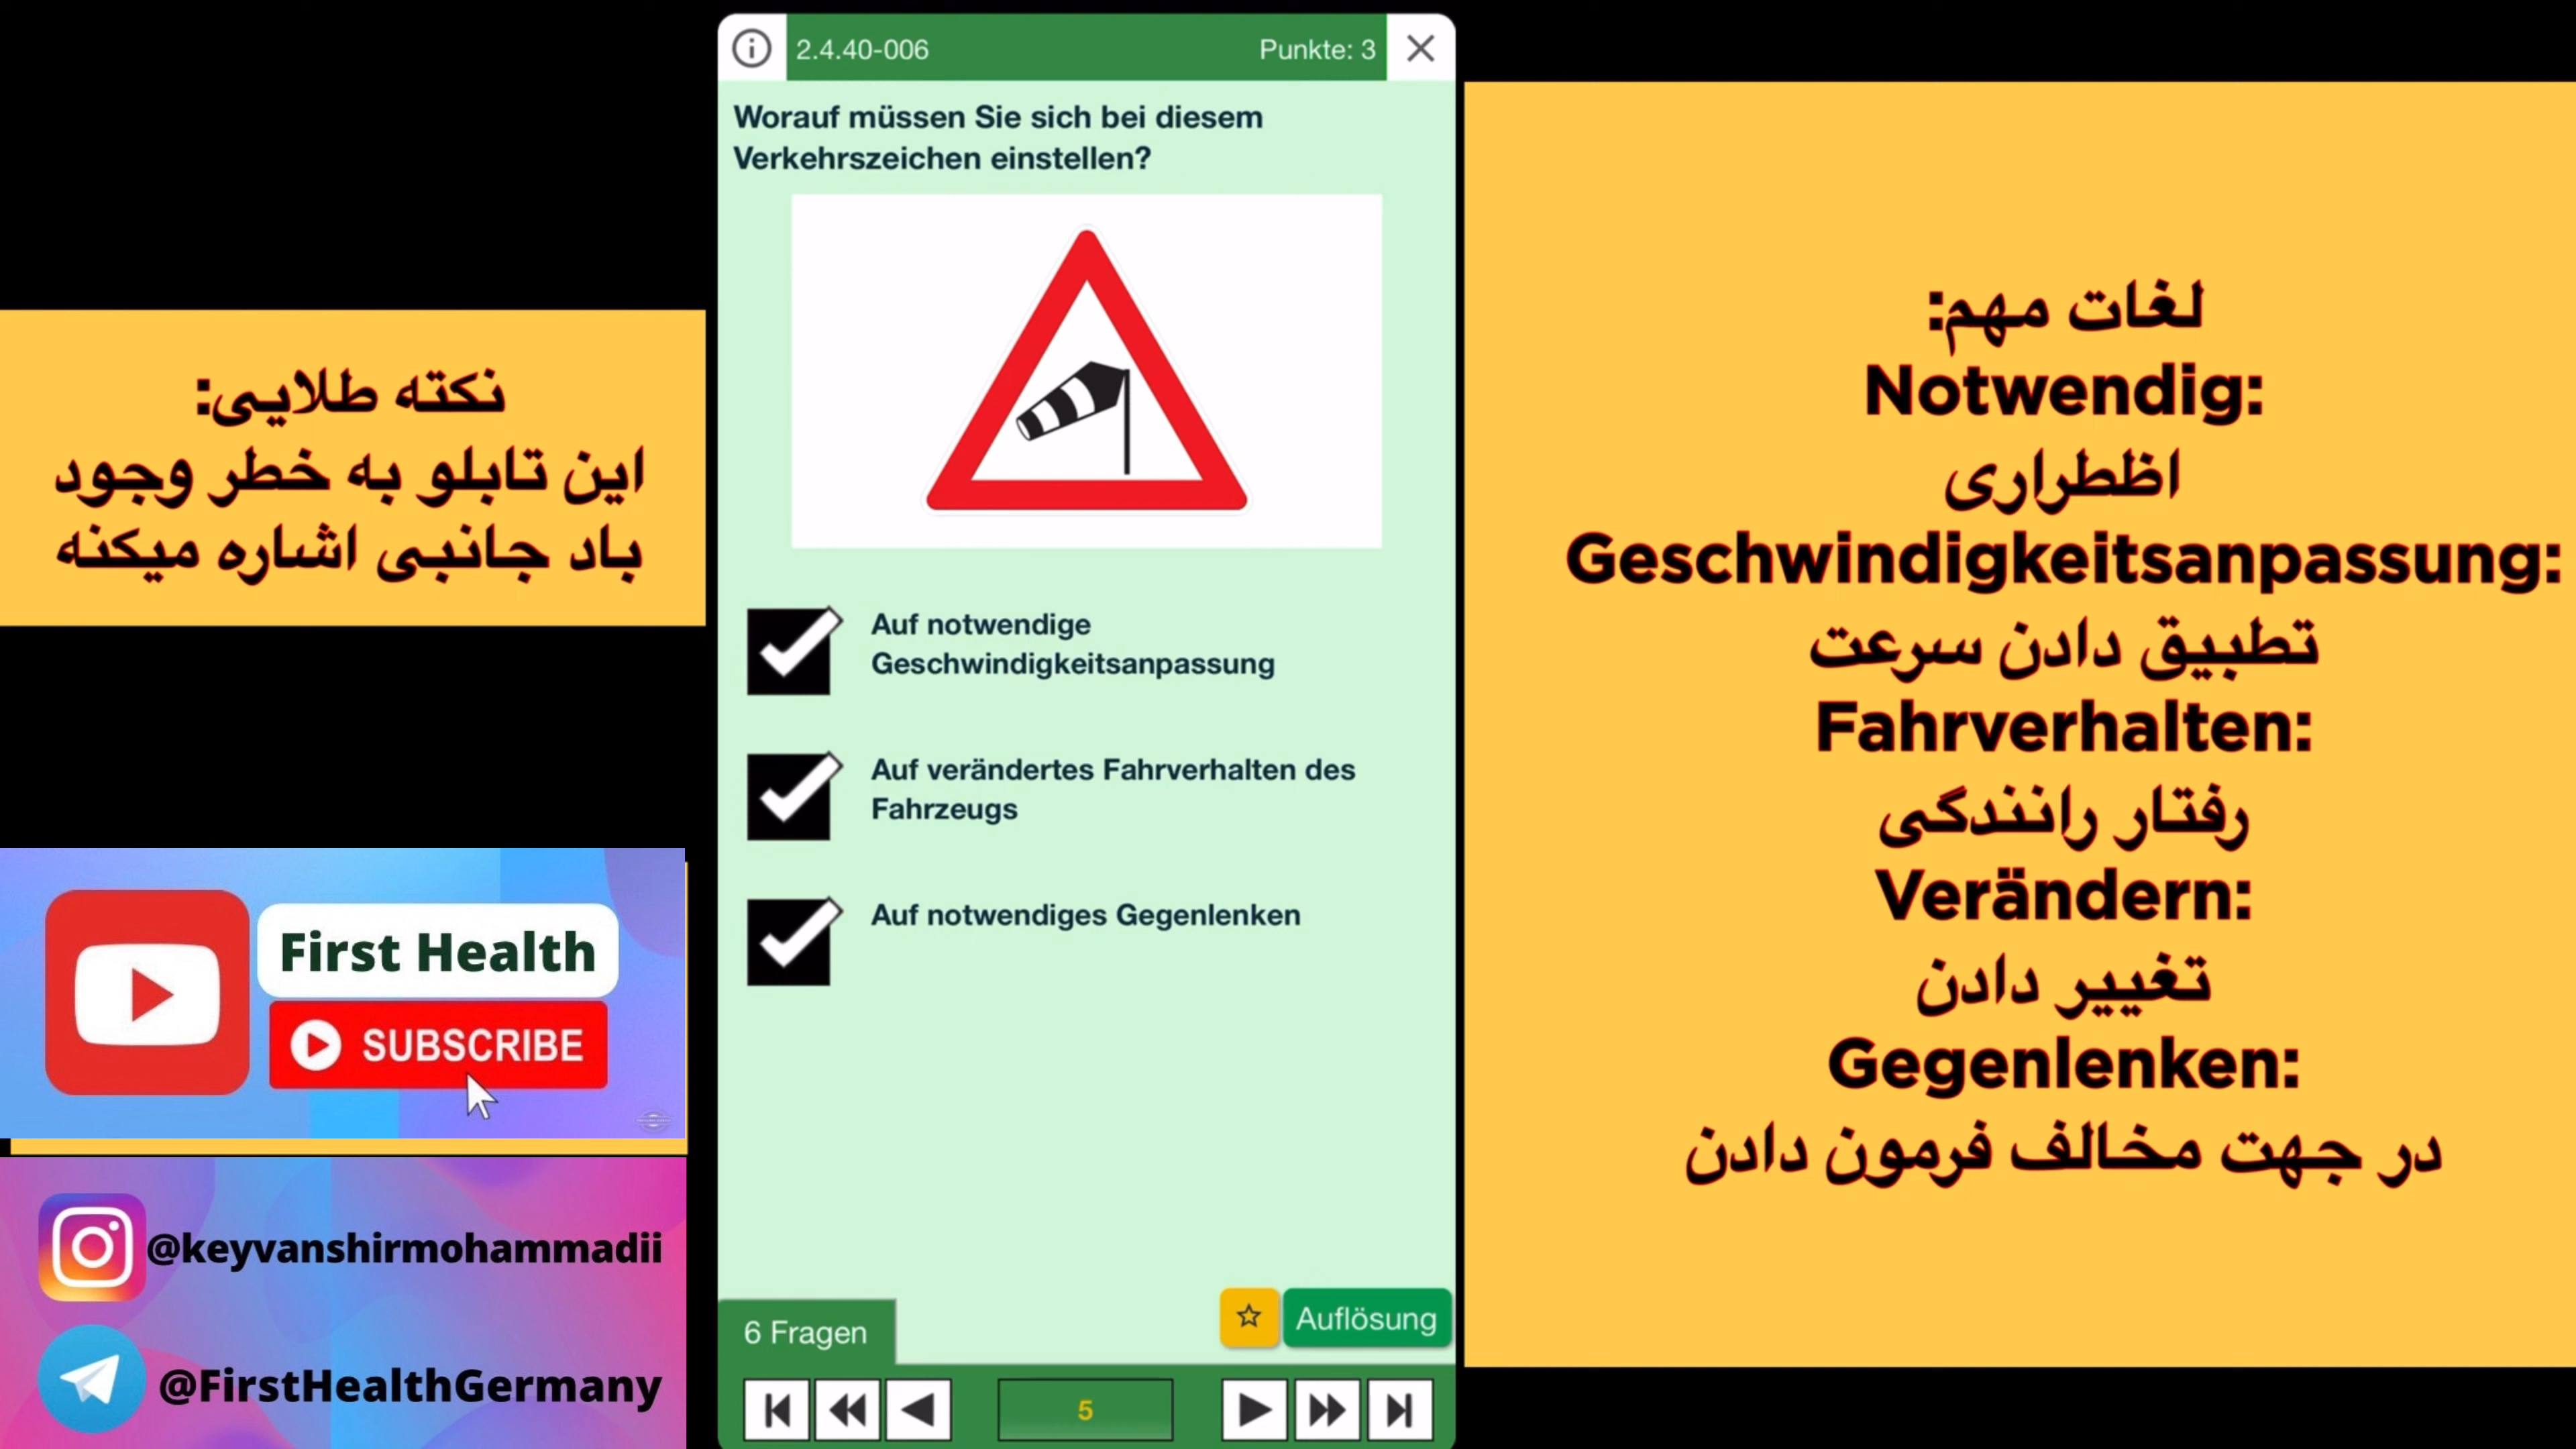 2.4.40-006
Punkte: 3
Worauf müssen Sie sich bei diesem
Verkehrszeichen einstellen?
Auf notwendige
Geschwindigkeitsanpassung
Auf verändertes Fahrverhalten des
Fahrzeugs
Auf notwendiges Gegenlenken
6 Fragen
Auflösung
5
نکته طلایی:
این تابلو به خطر وجود
باد جانبی اشاره میکنه
First Health
SUBSCRIBE
@keyvanshirmohammadii
@FirstHealthGermany
لغات مهم:
Notwendig:
اظطراری
Geschwindigkeitsanpassung:
تطبیق دادن سرعت
Fahrverhalten:
رفتار رانندگی
Verändern:
تغییر دادن
Gegenlenken:
در جهت مخالف فرمون دادن